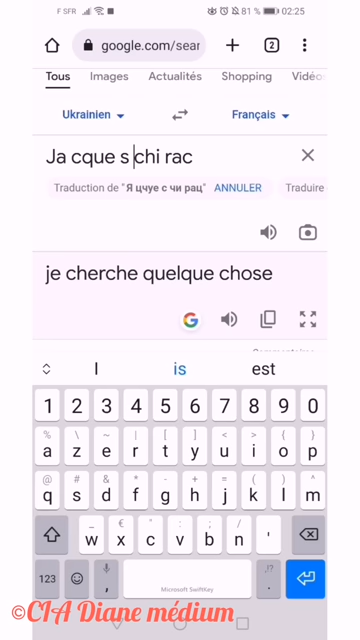 F SFR 81 % 02:25
google.com/sear 2
Tous Images Actualités Shopping Vidéos
Ukrainien Français
Ja cque s chi rac
Traduction de "Я цчуе с чи рац" ANNULER Traduire
je cherche quelque chose
G
I is est
1 2 3 4 5 6 7 8 9 0
% \ ~ | [ ] < > { }
a z e r t y u i o p
@ # & * - + = ( ) ^
q s d f g h j k l m
_ € " : ; / '
w x c v b n '
123 , Microsoft SwiftKey ,!? .
©CIA Diane médium